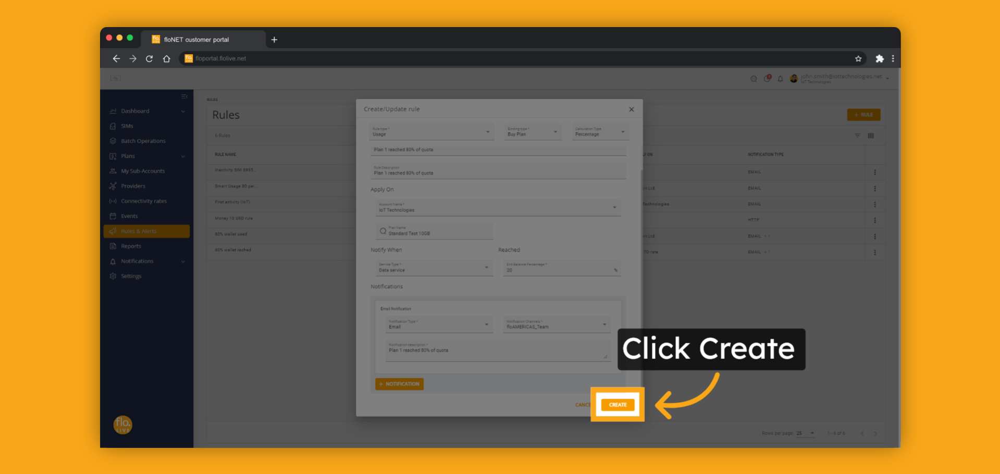 floNET customer portal
floportal.flolive.net
john.smith@iottechnologies.net
IoT Technologies
Dashboard
SIMs
Batch Operations
Plans
My Sub-Accounts
Providers
Connectivity rates
Events
Rules & Alerts
Reports
Notifications
Settings
flo.
LIVE
RULES
Rules
+ RULE
6 Rules
RULE NAME
LY ON
NOTIFICATION TYPE
Inactivity SIM 8933...
EMAIL
Smart Usage 80 per...
rt Ltd.
EMAIL
First activity (IoT)
Technologies
EMAIL
Money 10 USD rule
HTTP
80% wallet used
rt Ltd.
EMAIL + 1
80% wallet rached
TD rate
EMAIL + 1
Rows per page: 25
1 - 6 of 6
Create/Update rule
Rule type *
Usage
Binding type *
Buy Plan
Calculation Type
Percentage
Plan 1 reached 80% of quota
Rule Description
Plan 1 reached 80% of quota
Apply On
Account Name *
IoT Technologies
Plan Name
Standard Test 10GB
Notify When
Reached
Service Type *
Data service
End Balance Percentage *
20
%
Notifications
Email Notification
Notification Type *
Email
Notification Channels *
floAMERICAS_Team
Notification description *
Plan 1 reached 80% of quota
+ NOTIFICATION
CANCE
CREATE
Click Create